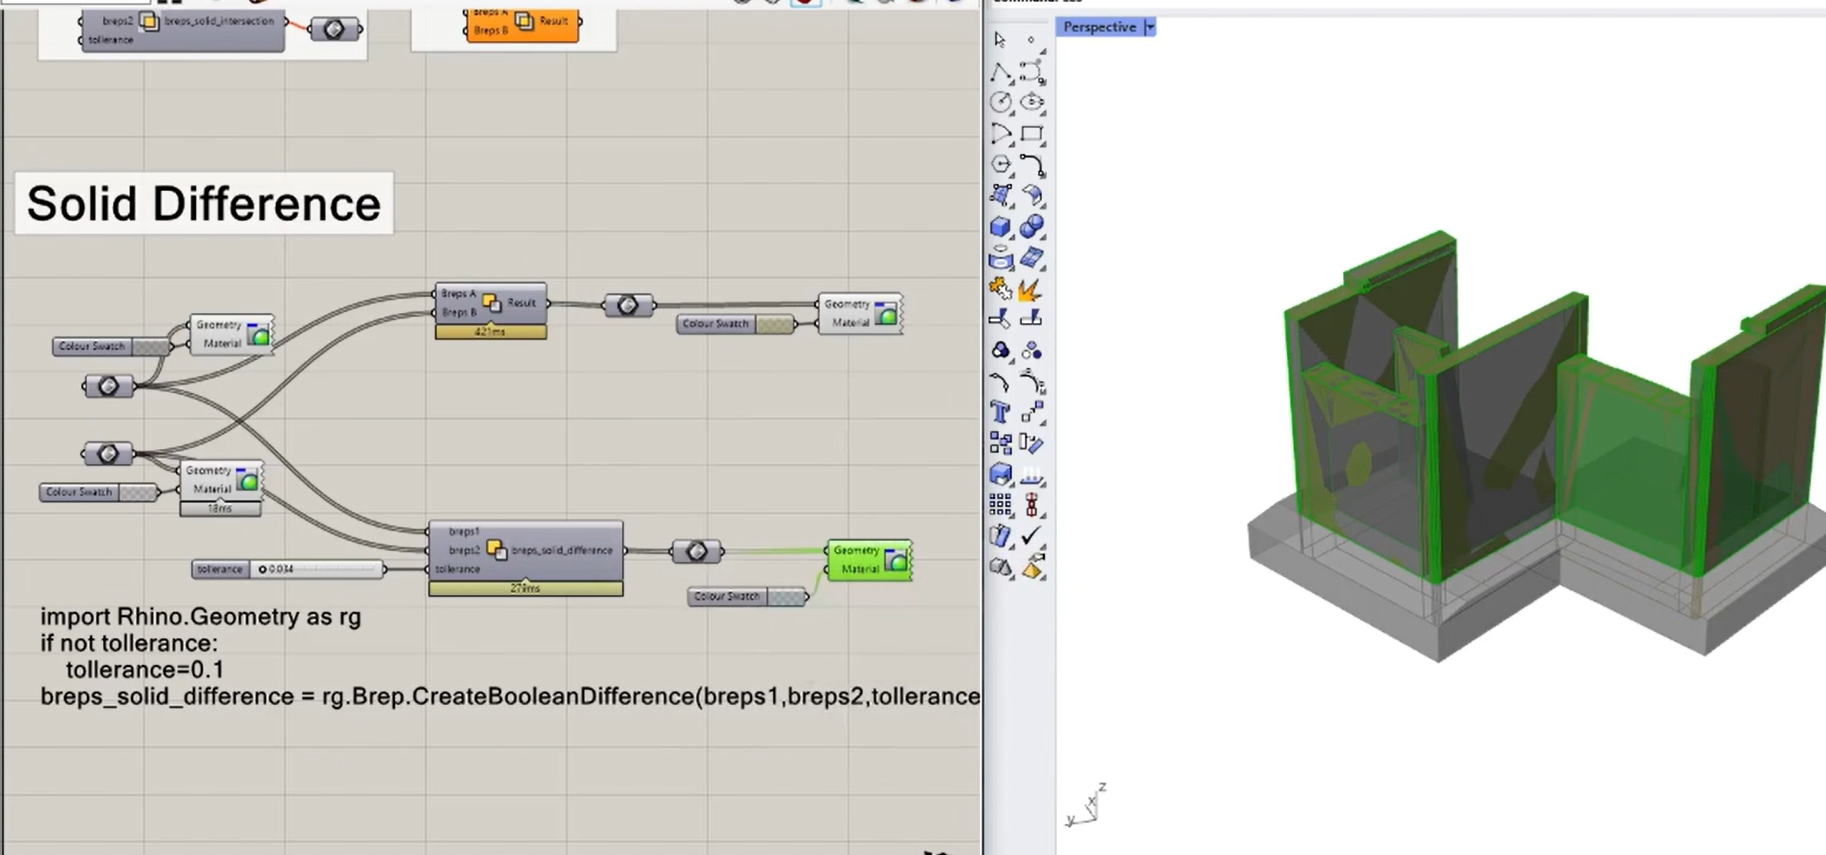 breps2 breps_solid_intersection
tollerance
Breps A
Breps B Result
Perspective
Solid Difference
Breps A
Breps B
Result
421ms
Geometry
Material
Colour Swatch
Geometry
Material
Colour Swatch
Geometry
Material
18ms
Colour Swatch
breps1
breps2 breps_solid_difference
tollerance
279ms
tollerance 0.034
Geometry
Material
Colour Swatch
import Rhino.Geometry as rg
if not tollerance:
tollerance=0.1
breps_solid_difference = rg.Brep.CreateBooleanDifference(breps1,breps2,tollerance
z
x
y